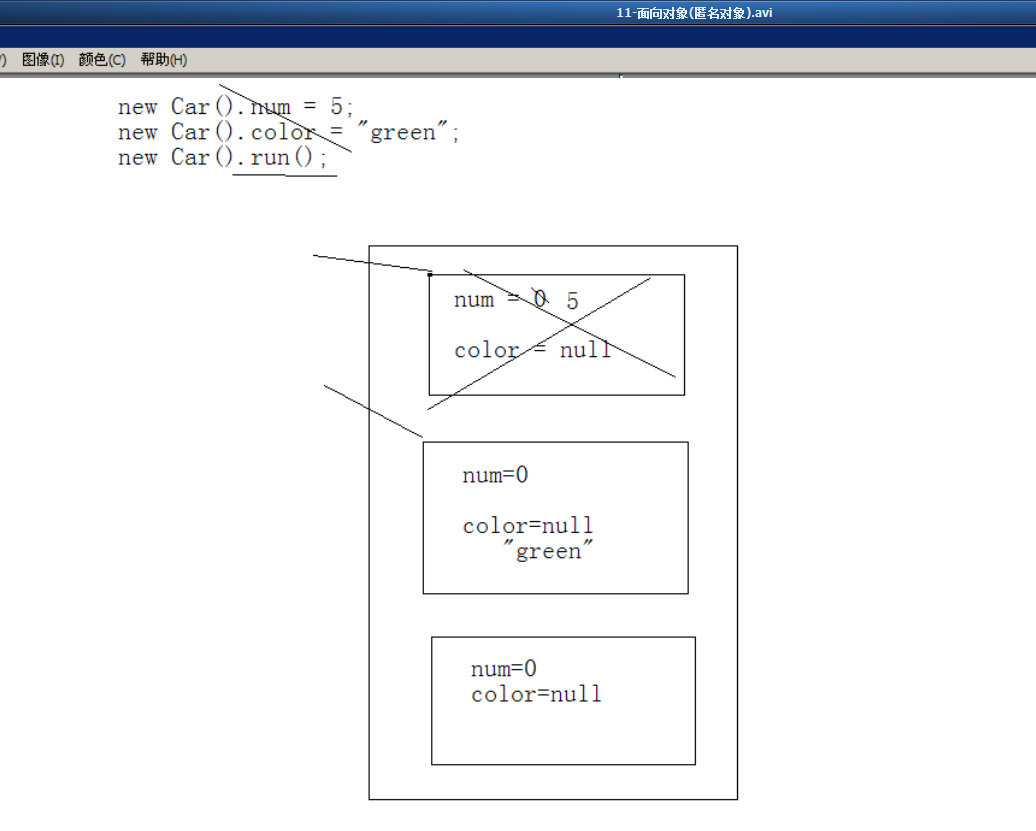 11-面向对象(匿名对象).avi
) 图像(I) 颜色(C) 帮助(H)
new Car().num = 5;
new Car().color = "green";
new Car().run();
num = 0 5
color = null
num=0
color=null
"green"
num=0
color=null